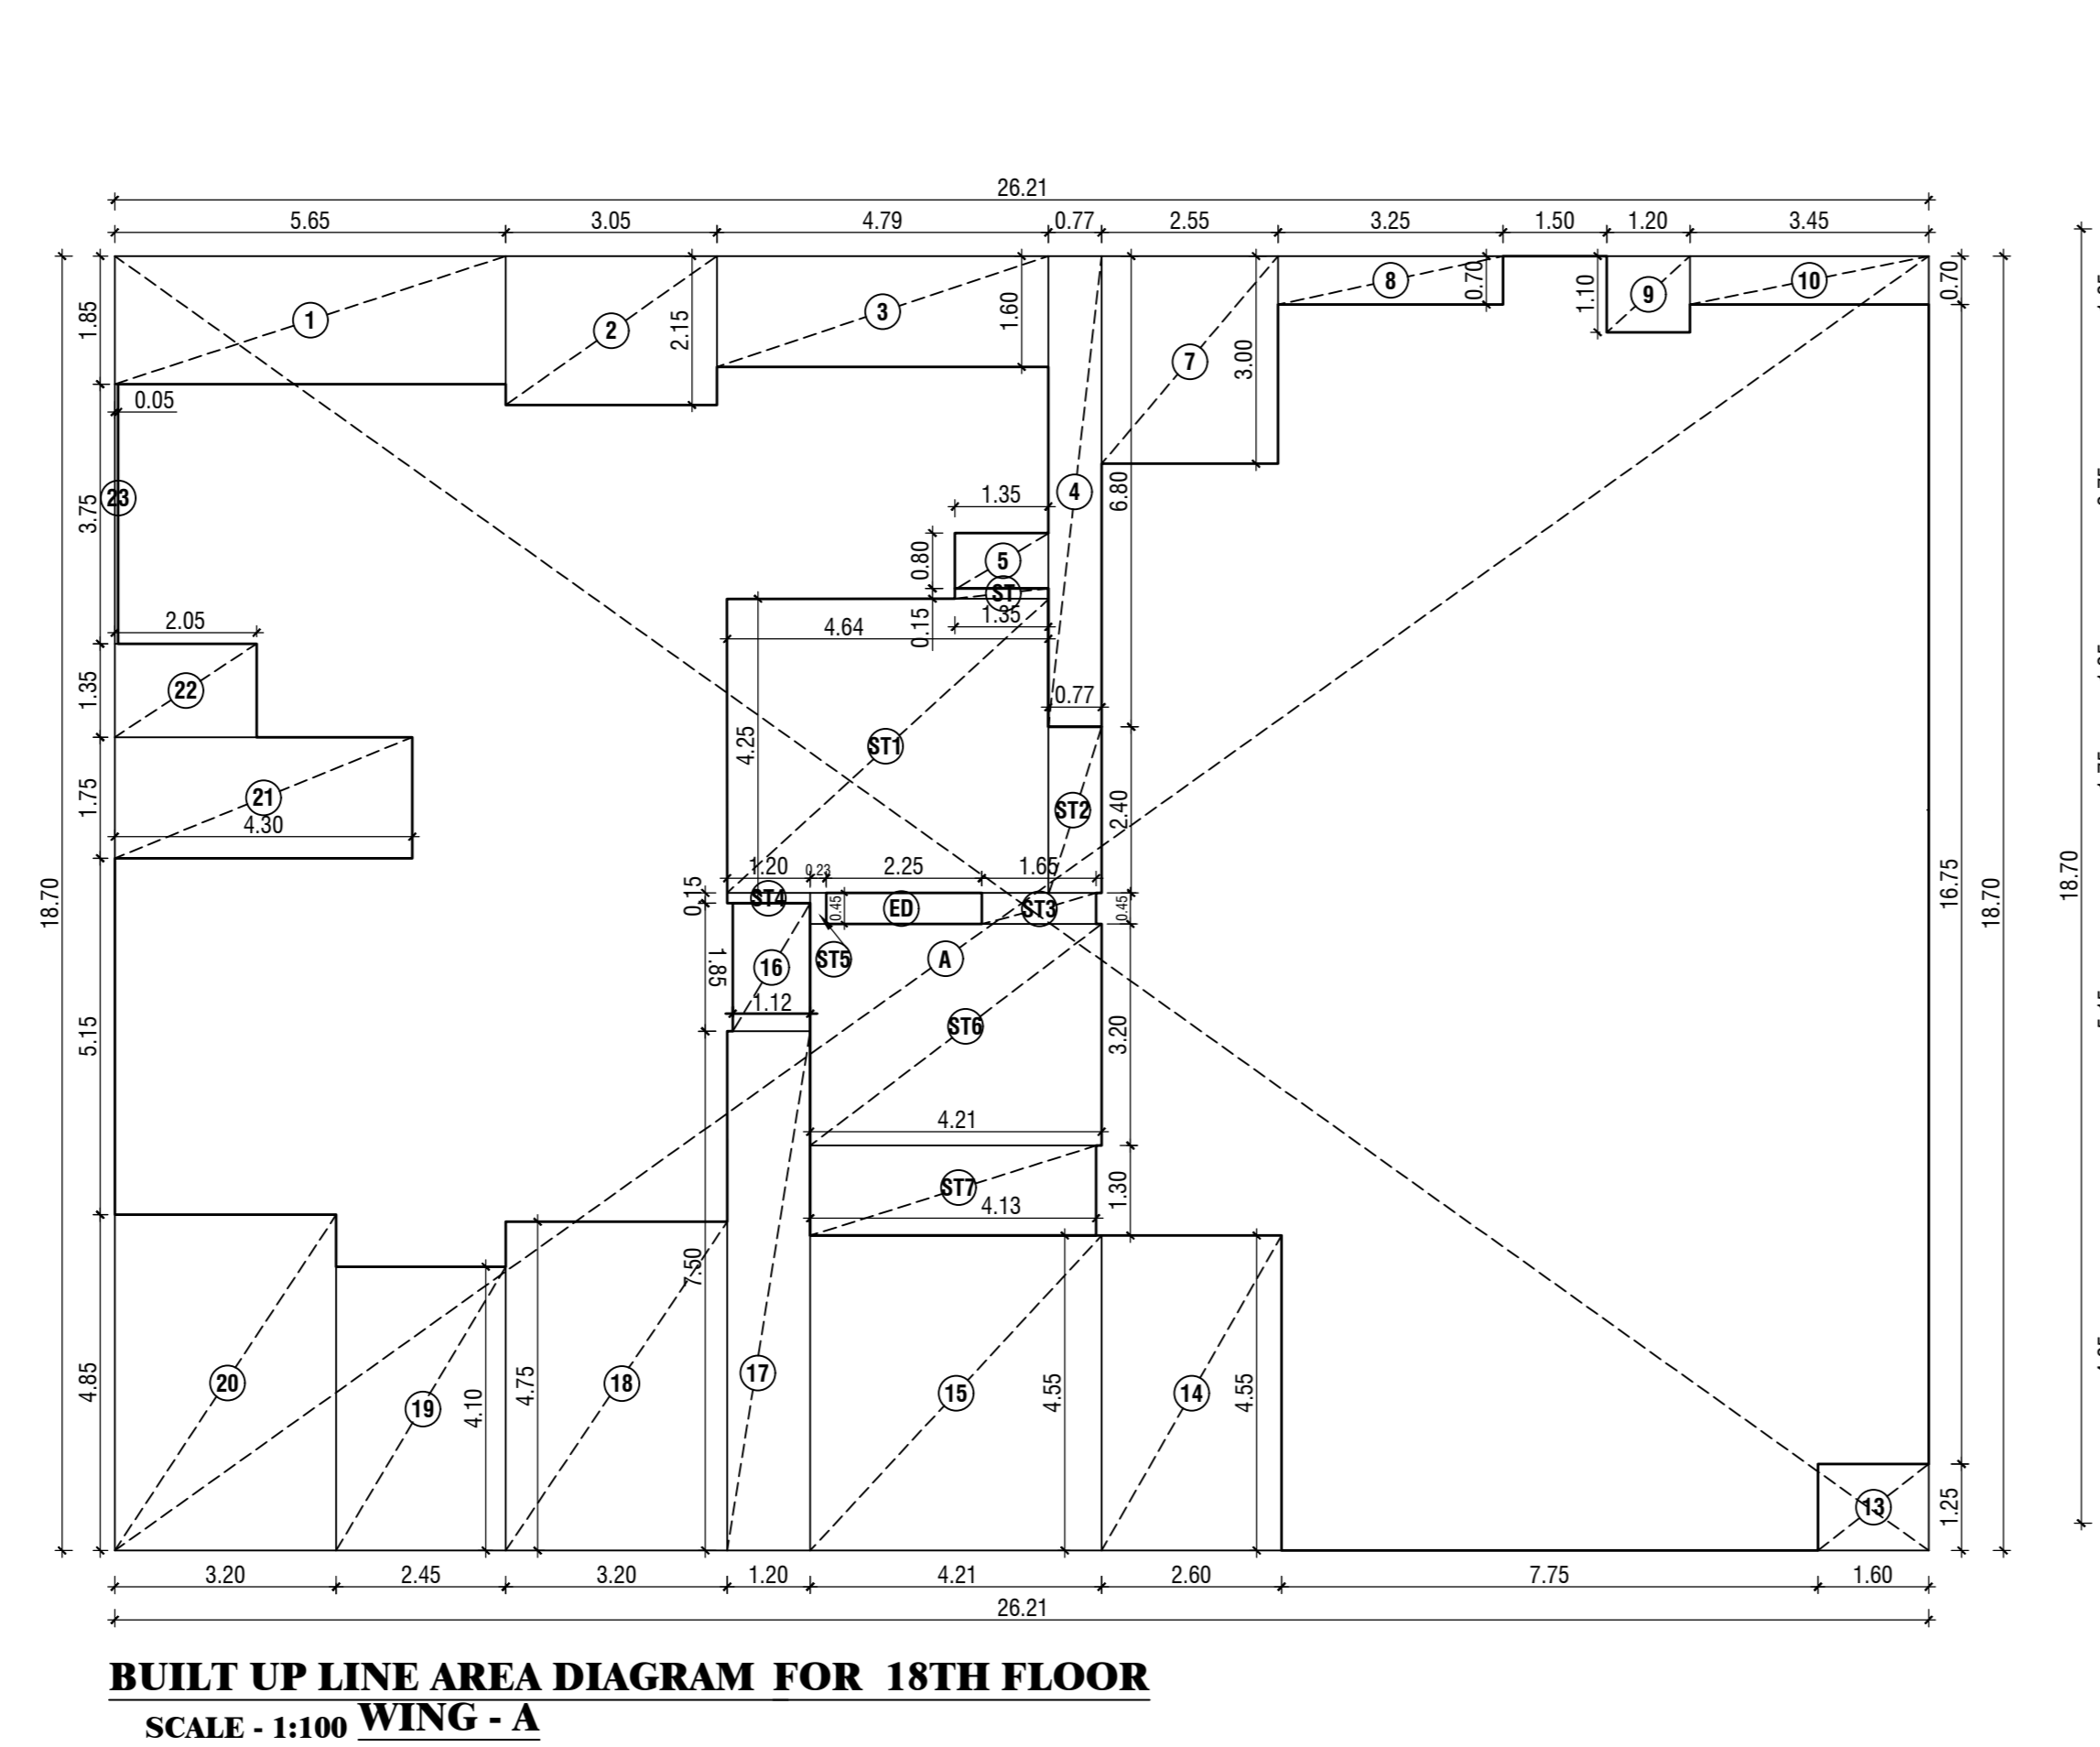 26.21
5.65 3.05 4.79 0.77 2.55 3.25 1.50 1.20 3.45
1.85 1 2 2.15 3 1.60 7 3.00 8 0.70 1.10 9 10 0.70
0.05
23 3.75 1.35 4 6.80
0.80 5
ST
0.15 1.35
2.05 4.64
22 1.35 0.77
4.25 ST1
21 1.75 ST2 2.40
4.30
1.20 0.23 2.25 1.65
18.70 0.15 ST4 0.45 ED ST3 0.45 16.75 18.70 18.70
1.85 16 ST5 A
1.12
5.15 ST6 3.20
4.21
ST7 1.30
4.13
7.50
4.85 20 19 4.10 4.75 18 17 15 4.55 14 4.55
13 1.25
3.20 2.45 3.20 1.20 4.21 2.60 7.75 1.60
26.21
BUILT UP LINE AREA DIAGRAM FOR 18TH FLOOR
SCALE - 1:100 WING - A